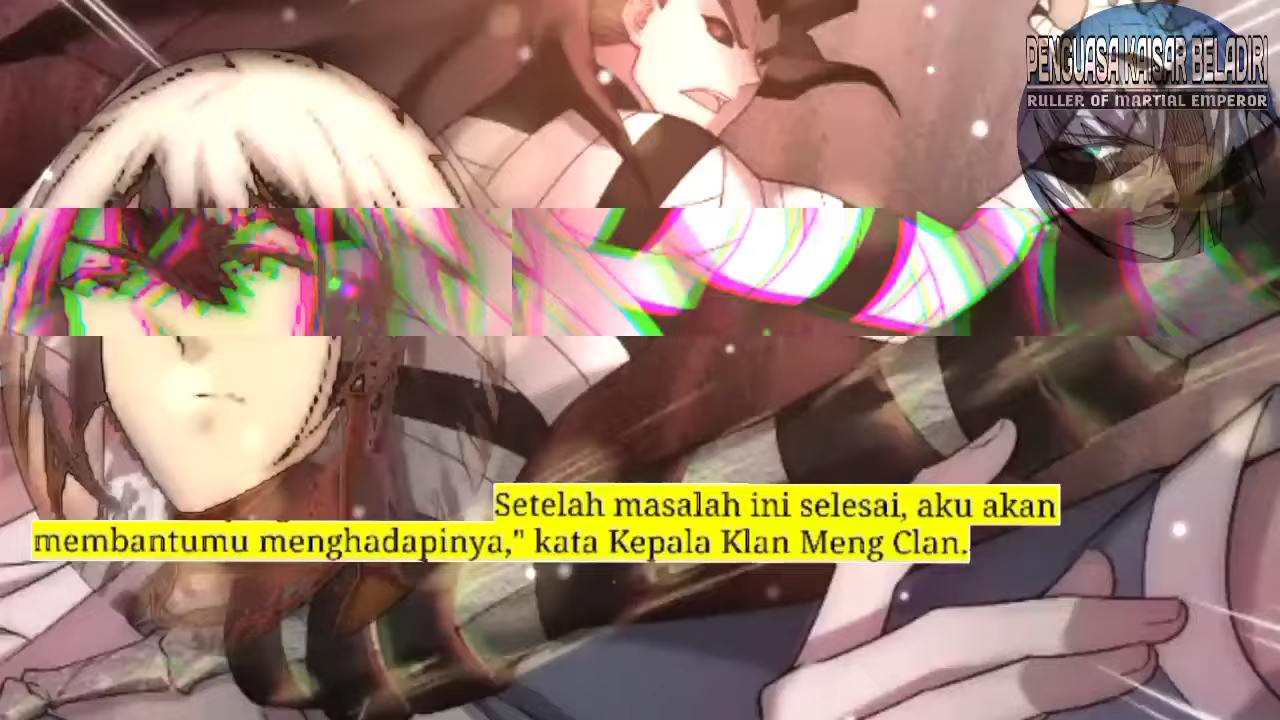 PENGUASA KAISAR BELADIRI
RULLER OF MARTIAL EMPEROR
Setelah masalah ini selesai, aku akan
membantumu menghadapinya," kata Kepala Klan Meng Clan.